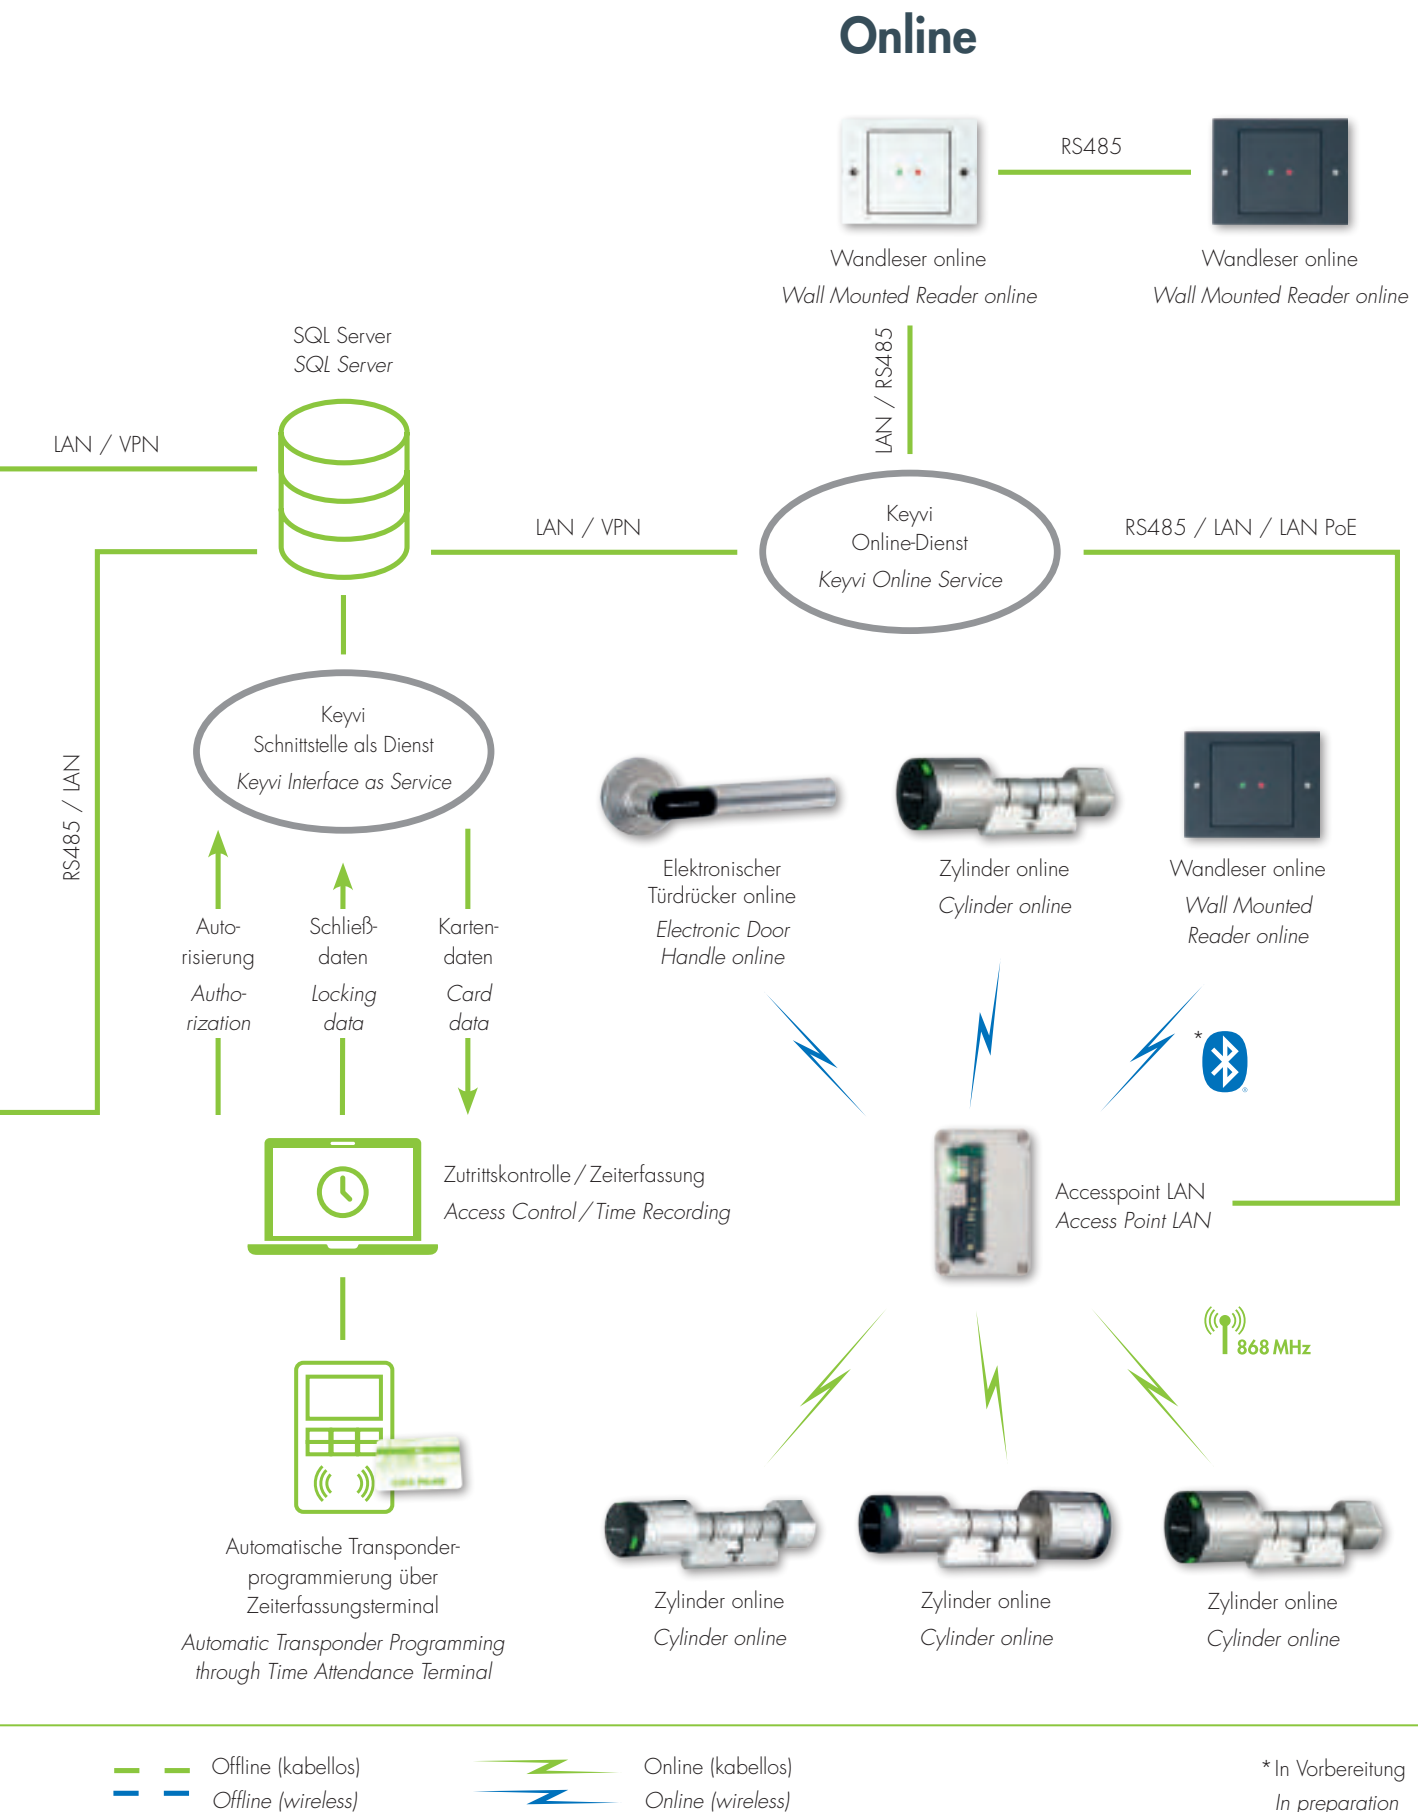 Online
RS485
Wandleser online
Wall Mounted Reader online
Wandleser online
Wall Mounted Reader online
LAN / RS485
SQL Server
SQL Server
LAN / VPN
LAN / VPN
Keyvi
Online-Dienst
Keyvi Online Service
RS485 / LAN / LAN PoE
Keyvi
Schnittstelle als Dienst
Keyvi Interface as Service
RS485 / LAN
Auto-
risierung
Autho-
rization
Schließ-
daten
Locking
data
Karten-
daten
Card
data
Elektronischer
Türdrücker online
Electronic Door
Handle online
Zylinder online
Cylinder online
Wandleser online
Wall Mounted
Reader online
*
Zutrittskontrolle / Zeiterfassung
Access Control / Time Recording
Accesspoint LAN
Access Point LAN
868 MHz
Automatische Transponder-
programmierung über
Zeiterfassungsterminal
Automatic Transponder Programming
through Time Attendance Terminal
Zylinder online
Cylinder online
Zylinder online
Cylinder online
Zylinder online
Cylinder online
Offline (kabellos)
Offline (wireless)
Online (kabellos)
Online (wireless)
* In Vorbereitung
In preparation